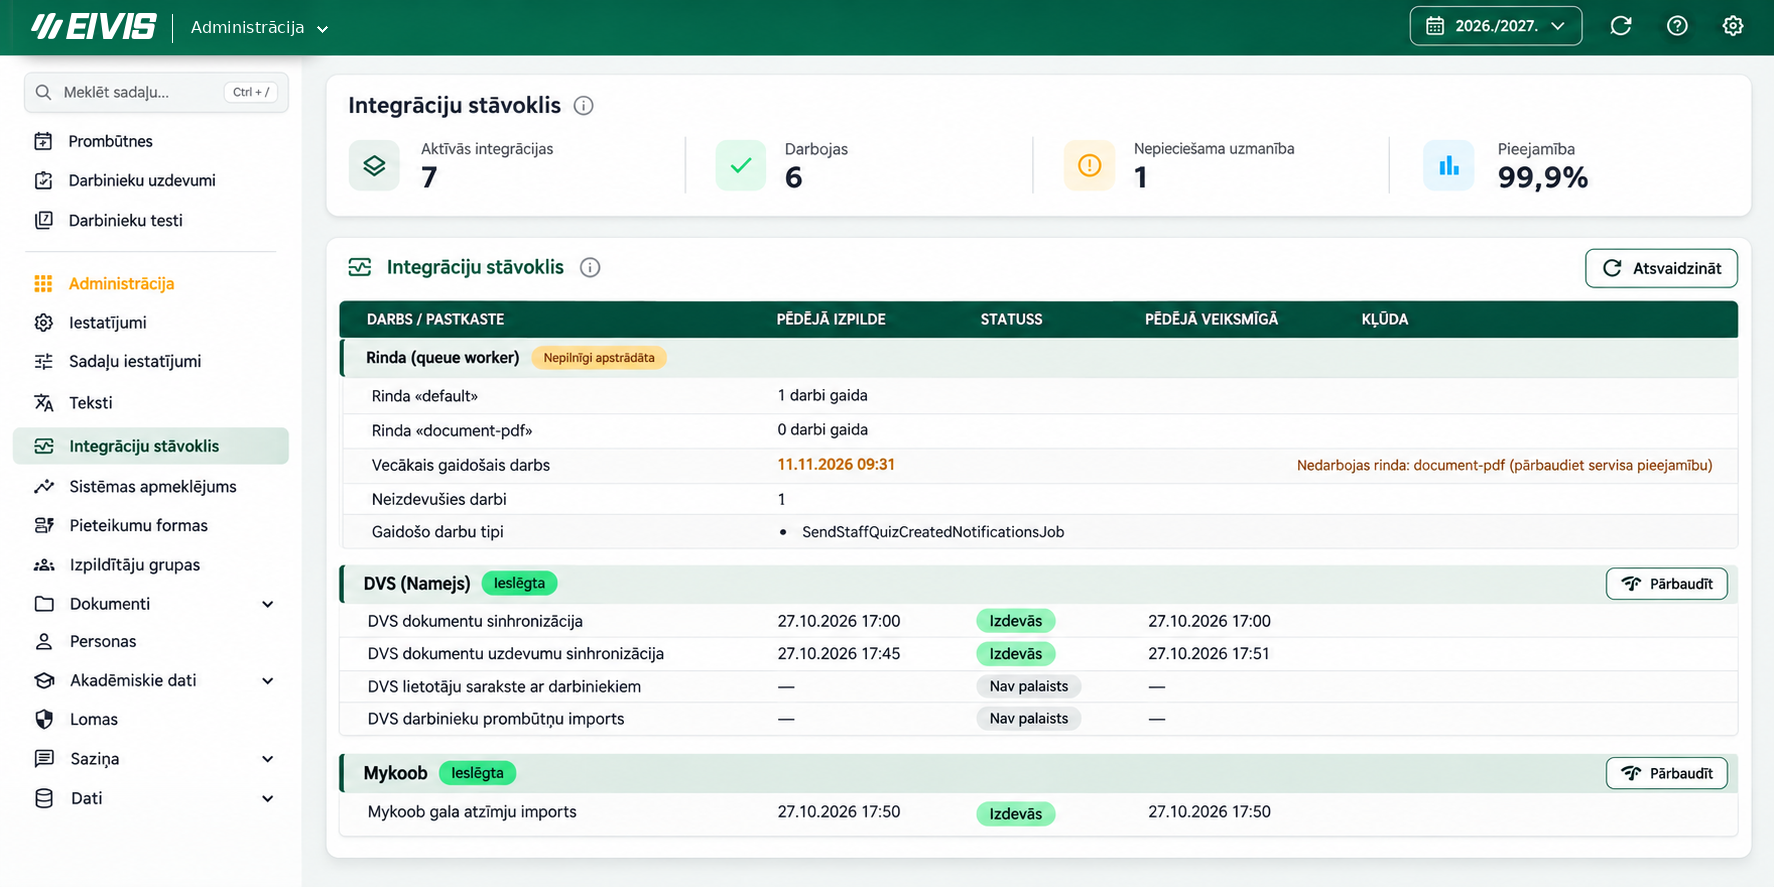 EIVIS
Administrācija
2026./2027.
Meklēt sadaļu...
Ctrl + /
Prombūtnes
Darbinieku uzdevumi
Darbinieku testi
Administrācija
Iestatījumi
Sadaļu iestatījumi
Teksti
Integrāciju stāvoklis
Sistēmas apmeklējums
Pieteikumu formas
Izpildītāju grupas
Dokumenti
Personas
Akadēmiskie dati
Lomas
Saziņa
Dati
Integrāciju stāvoklis
Aktīvās integrācijas
7
Darbojas
6
Nepieciešama uzmanība
1
Pieejamība
99,9%
Integrāciju stāvoklis
Atsvaidzināt
DARBS / PASTKASTE PĒDĒJĀ IZPILDE STATUSS PĒDĒJĀ VEIKSMĪGĀ KĻŪDA
Rinda (queue worker) Nepilnīgi apstrādāta
Rinda «default» 1 darbi gaida
Rinda «document-pdf» 0 darbi gaida
Vecākais gaidošais darbs 11.11.2026 09:31 Nedarbojas rinda: document-pdf (pārbaudiet servisa pieejamību)
Neizdevušies darbi 1
Gaidošo darbu tipi • SendStaffQuizCreatedNotificationsJob
DVS (Namejs) Ieslēgta Pārbaudīt
DVS dokumentu sinhronizācija 27.10.2026 17:00 Izdevās 27.10.2026 17:00
DVS dokumentu uzdevumu sinhronizācija 27.10.2026 17:45 Izdevās 27.10.2026 17:51
DVS lietotāju sarakste ar darbiniekiem — Nav palaists —
DVS darbinieku prombūtņu imports — Nav palaists —
Mykoob Ieslēgta Pārbaudīt
Mykoob gala atzīmju imports 27.10.2026 17:50 Izdevās 27.10.2026 17:50